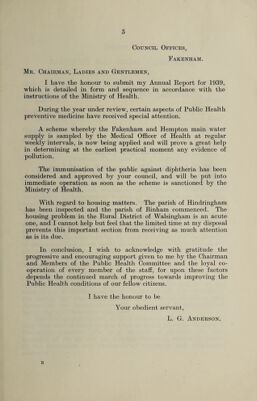 3
COUNCIL OFFICES,
FAKENHAM.
MR. CHAIRMAN, LADIES AND GENTLEMEN,
I have the honour to submit my Annual Report for 1939,
which is detailed in form and sequence in accordance with the
instructions of the Ministry of Health.
During the year under review, certain aspects of Public Health
preventive medicine have received special attention.
A scheme whereby the Fakenham and Hempton main water
supply is sampled by the Medical Officer of Health at regular
weekly intervals, is now being applied and will prove a great help
in determining at the earliest practical moment any evidence of
pollution.
The immunisation of the public against diphtheria has been
considered and approved by your council, and will be put into
immediate operation as soon as the scheme is sanctioned by the
Ministry of Health.
With regard to housing matters. The parish of Hindringham
has been inspected and the parish of Binham commenced. The
housing problem in the Rural District of Walsingham is an acute
one, and I cannot help but feel that the limited time at my disposal
prevents this important section from receiving as much attention
as is its due.
In conclusion, I wish to acknowledge with gratitude the
progressive and encouraging support given to me by the Chairman
and Members of the Public Health Committee and the loyal co-
operation of every member of the staff, for upon these factors
depends the continued march of progress towards improving the
Public Health conditions of our fellow citizens.
I have the honour to be
Your obedient servant,
L. G. ANDERSON.
B